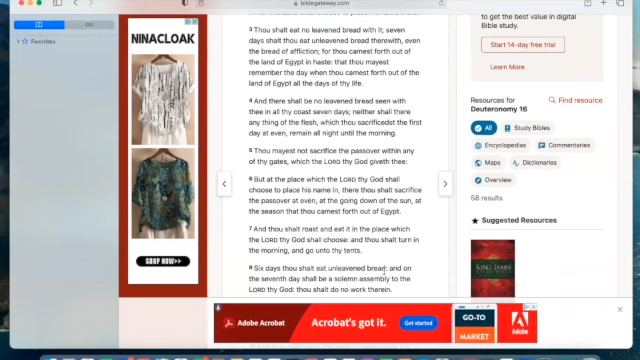 biblegateway.com
Favorites
NINACLOAK
SHOP NOW>>
3 Thou shalt eat no leavened bread with it; seven
days shalt thou eat unleavened bread therewith, even
the bread of affliction; for thou camest forth out of
the land of Egypt in haste: that thou mayest
remember the day when thou camest forth out of the
land of Egypt all the days of thy life.
4 And there shall be no leavened bread seen with
thee in all thy coast seven days; neither shall there
any thing of the flesh, which thou sacrificedst the first
day at even, remain all night until the morning.
5 Thou mayest not sacrifice the passover within any
of thy gates, which the LORD thy God giveth thee:
6 But at the place which the LORD thy God shall
choose to place his name in, there thou shalt sacrifice
the passover at even, at the going down of the sun, at
the season that thou camest forth out of Egypt.
7 And thou shalt roast and eat it in the place which
the LORD thy God shall choose: and thou shalt turn in
the morning, and go unto thy tents.
8 Six days thou shalt eat unleavened bread: and on
the seventh day shall be a solemn assembly to the
LORD thy God: thou shalt do no work therein.
to get the best value in digital
Bible study.
Start 14-day free trial
Learn More
Resources for
Deuteronomy 16
Find resource
All
Study Bibles
Encyclopedias
Commentaries
Maps
Dictionaries
Overview
58 results
★ Suggested Resources
KING JAMES
STUDY BIBLE
Adobe Acrobat
Acrobat's got it.
Get started
GO-TO
MARKET
Adobe